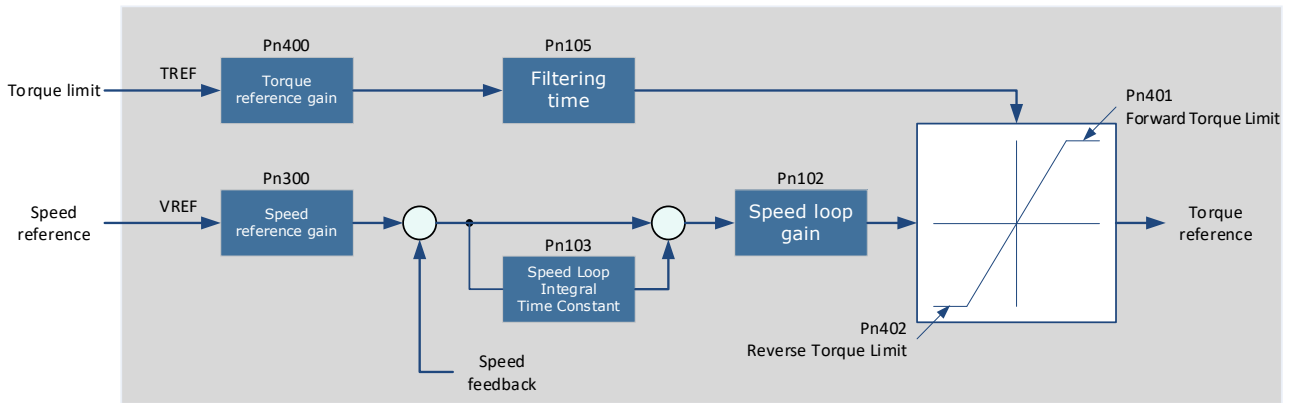 Pn400
Pn105
Torque limit
TREF
Torque
reference gain
Filtering
time
Pn401
Forward Torque Limit
Pn300
Pn102
Speed
reference
VREF
Speed
reference gain
Speed loop
gain
Torque
reference
Pn103
Speed Loop
Integral
Time Constant
Pn402
Reverse Torque Limit
Speed
feedback